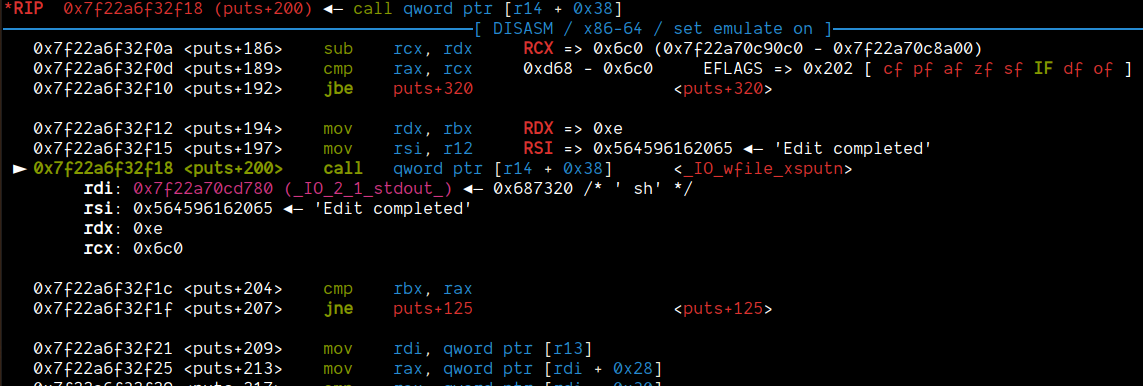 *RIP  0x7f22a6f32f18 (puts+200) ◂— call qword ptr [r14 + 0x38]
[ DISASM / x86-64 / set emulate on ]
0x7f22a6f32f0a <puts+186>    sub    rcx, rdx    RCX => 0x6c0 (0x7f22a70c90c0 - 0x7f22a70c8a00)
0x7f22a6f32f0d <puts+189>    cmp    rax, rcx    0xd68 - 0x6c0    EFLAGS => 0x202 [ cf pf af zf sf IF df of ]
0x7f22a6f32f10 <puts+192>    jbe    puts+320    <puts+320>
0x7f22a6f32f12 <puts+194>    mov    rdx, rbx    RDX => 0xe
0x7f22a6f32f15 <puts+197>    mov    rsi, r12    RSI => 0x564596162065 ◂— 'Edit completed'
► 0x7f22a6f32f18 <puts+200>    call   qword ptr [r14 + 0x38]    <_IO_wfile_xsputn>
rdi: 0x7f22a70cd780 (_IO_2_1_stdout_) ◂— 0x687320 /* ' sh' */
rsi: 0x564596162065 ◂— 'Edit completed'
rdx: 0xe
rcx: 0x6c0
0x7f22a6f32f1c <puts+204>    cmp    rbx, rax
0x7f22a6f32f1f <puts+207>    jne    puts+125    <puts+125>
0x7f22a6f32f21 <puts+209>    mov    rdi, qword ptr [r13]
0x7f22a6f32f25 <puts+213>    mov    rax, qword ptr [rdi + 0x28]